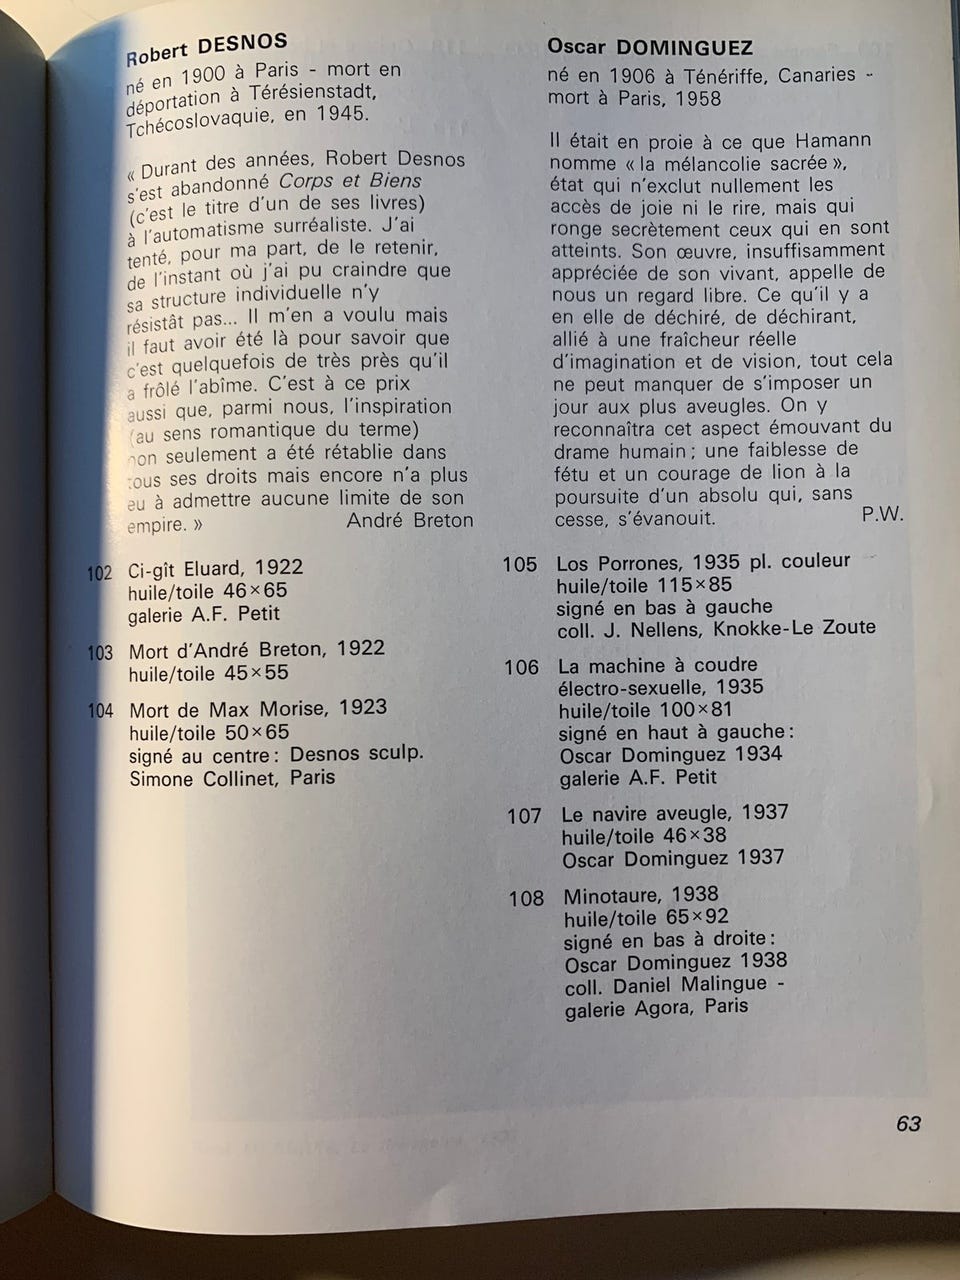 Robert DESNOS
né en 1900 à Paris - mort en
déportation à Térésienstadt,
Tchécoslovaquie, en 1945.
« Durant des années, Robert Desnos
s'est abandonné Corps et Biens
(c'est le titre d'un de ses livres)
à l'automatisme surréaliste. J'ai
tenté, pour ma part, de le retenir,
de l'instant où j'ai pu craindre que
sa structure individuelle n'y
résistât pas... Il m'en a voulu mais
il faut avoir été là pour savoir que
c'est quelquefois de très près qu'il
a frôlé l'abîme. C'est à ce prix
aussi que, parmi nous, l'inspiration
(au sens romantique du terme)
non seulement a été rétablie dans
tous ses droits mais encore n'a plus
eu à admettre aucune limite de son
empire. » André Breton
102 Ci-gît Eluard, 1922
huile/toile 46×65
galerie A.F. Petit
103 Mort d'André Breton, 1922
huile/toile 45×55
104 Mort de Max Morise, 1923
huile/toile 50×65
signé au centre : Desnos sculp.
Simone Collinet, Paris
Oscar DOMINGUEZ
né en 1906 à Ténériffe, Canaries -
mort à Paris, 1958
Il était en proie à ce que Hamann
nomme « la mélancolie sacrée »,
état qui n'exclut nullement les
accès de joie ni le rire, mais qui
ronge secrètement ceux qui en sont
atteints. Son œuvre, insuffisamment
appréciée de son vivant, appelle de
nous un regard libre. Ce qu'il y a
en elle de déchiré, de déchirant,
allié à une fraîcheur réelle
d'imagination et de vision, tout cela
ne peut manquer de s'imposer un
jour aux plus aveugles. On y
reconnaîtra cet aspect émouvant du
drame humain ; une faiblesse de
fétu et un courage de lion à la
poursuite d'un absolu qui, sans
cesse, s'évanouit. P.W.
105 Los Porrones, 1935 pl. couleur
huile/toile 115×85
signé en bas à gauche
coll. J. Nellens, Knokke-Le Zoute
106 La machine à coudre
électro-sexuelle, 1935
huile/toile 100×81
signé en haut à gauche :
Oscar Dominguez 1934
galerie A.F. Petit
107 Le navire aveugle, 1937
huile/toile 46×38
Oscar Dominguez 1937
108 Minotaure, 1938
huile/toile 65×92
signé en bas à droite :
Oscar Dominguez 1938
coll. Daniel Malingue -
galerie Agora, Paris
63